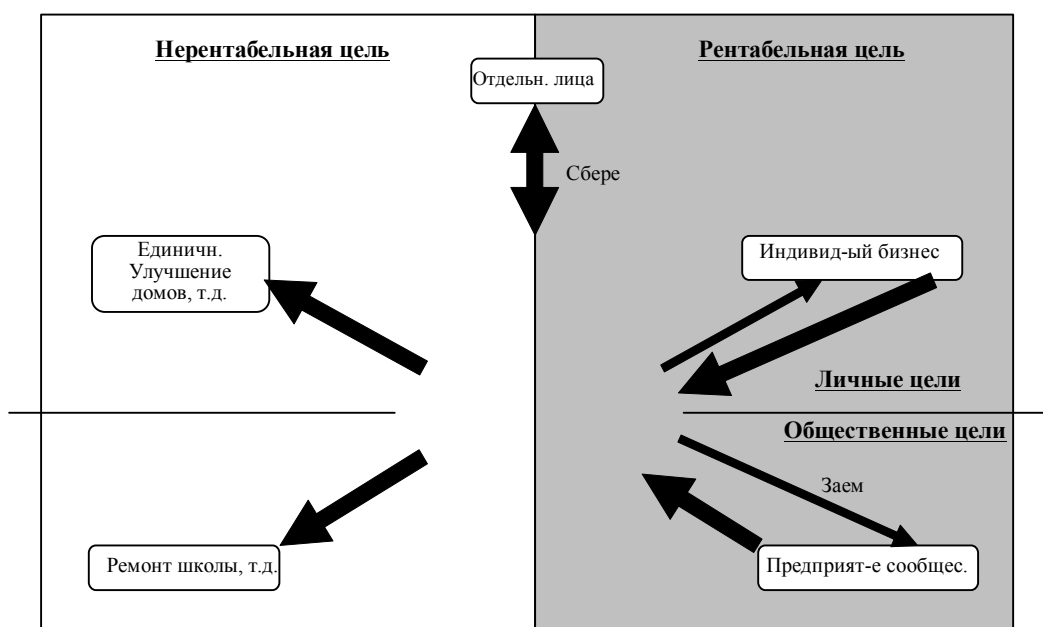 Нерентабельная цель
Рентабельная цель
Отдельн. лица
Сбере
Единичн.
Улучшение
домов, т.д.
Индивид-ый бизнес
Личные цели
Общественные цели
Заем
Ремонт школы, т.д.
Предприят-е сообщес.